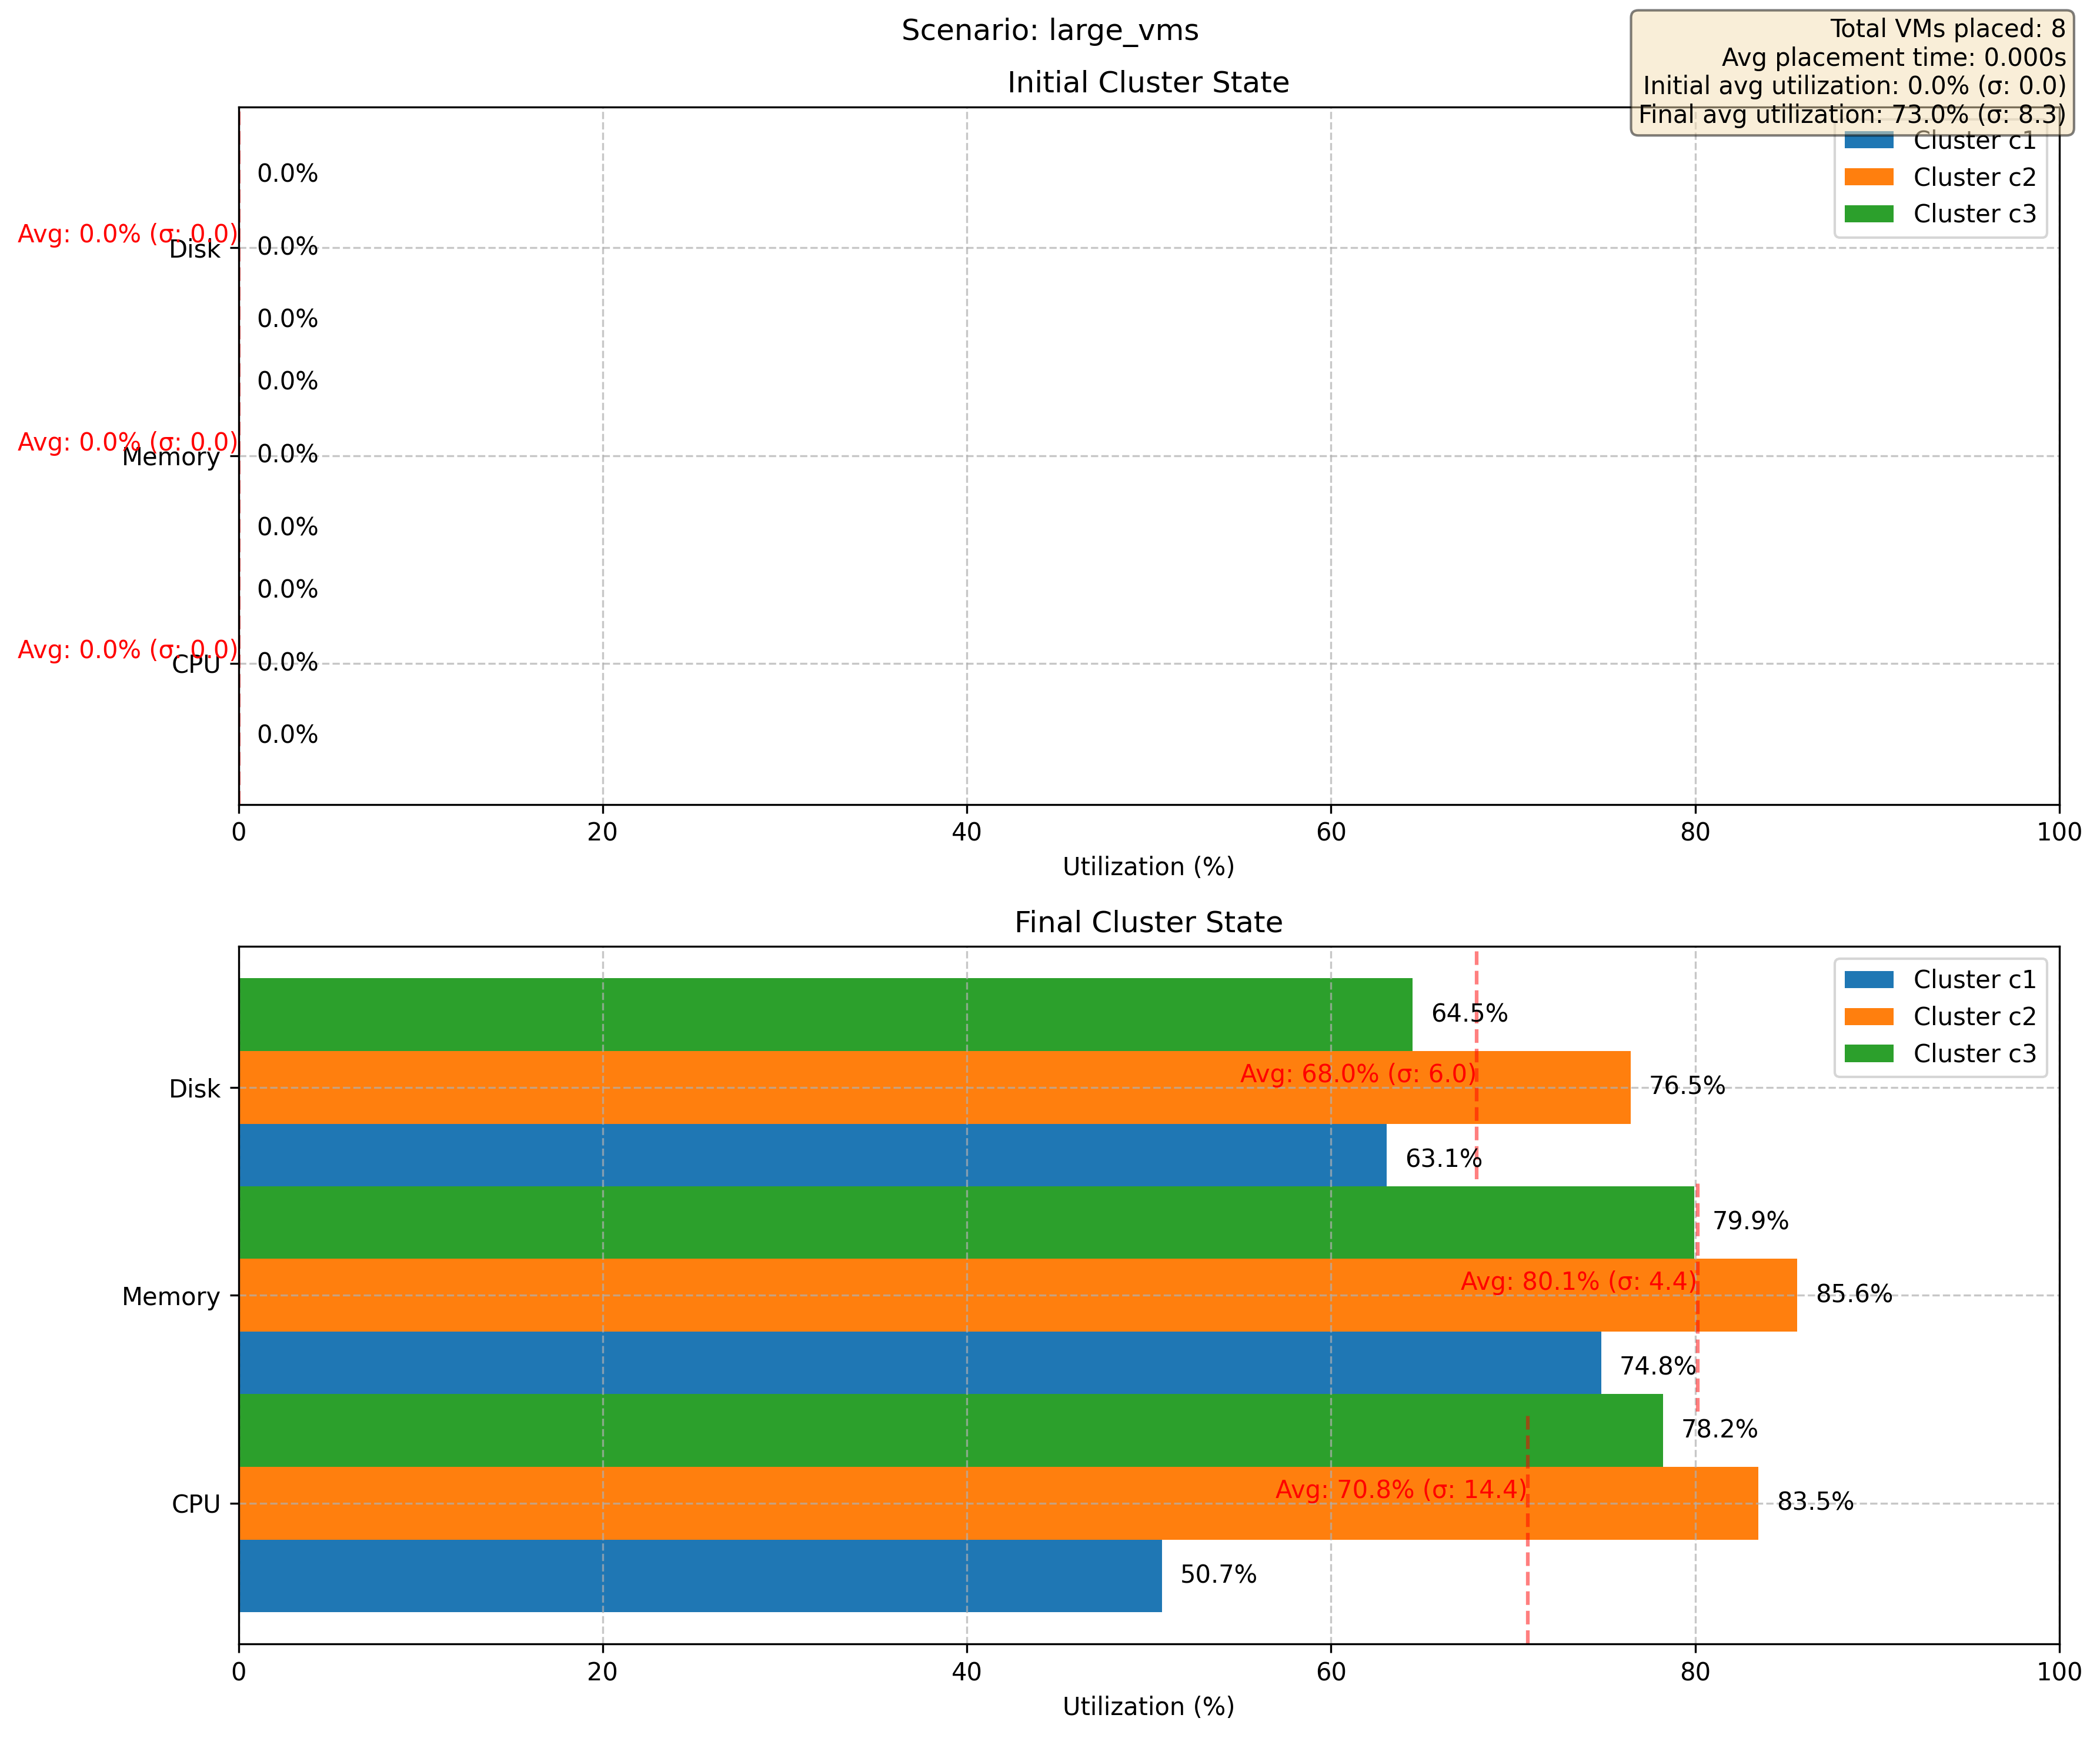 Scenario: large_vms
Total VMs placed: 8
Avg placement time: 0.000s
Initial avg utilization: 0.0% (σ: 0.0)
Final avg utilization: 73.0% (σ: 8.3)
Initial Cluster State
Cluster c1
Cluster c2
Cluster c3
0.0%
Avg: 0.0% (σ: 0.0)
Disk
0.0%
0.0%
0.0%
Avg: 0.0% (σ: 0.0)
Memory
0.0%
0.0%
0.0%
Avg: 0.0% (σ: 0.0)
CPU
0.0%
0.0%
0 20 40 60 80 100
Utilization (%)
Final Cluster State
Cluster c1
Cluster c2
Cluster c3
64.5%
Avg: 68.0% (σ: 6.0)
Disk
76.5%
63.1%
79.9%
Avg: 80.1% (σ: 4.4)
Memory
85.6%
74.8%
78.2%
Avg: 70.8% (σ: 14.4)
CPU
83.5%
50.7%
0 20 40 60 80 100
Utilization (%)